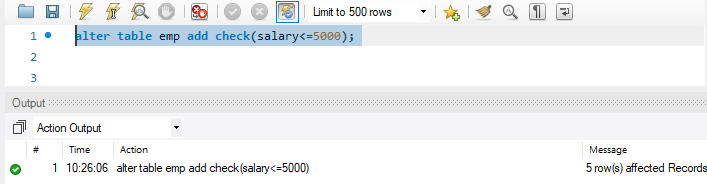 Limit to 500 rows
1 alter table emp add check(salary<=5000);
2
3
Output
Action Output
# Time Action Message
1 10:26:06 alter table emp add check(salary<=5000) 5 row(s) affected Records